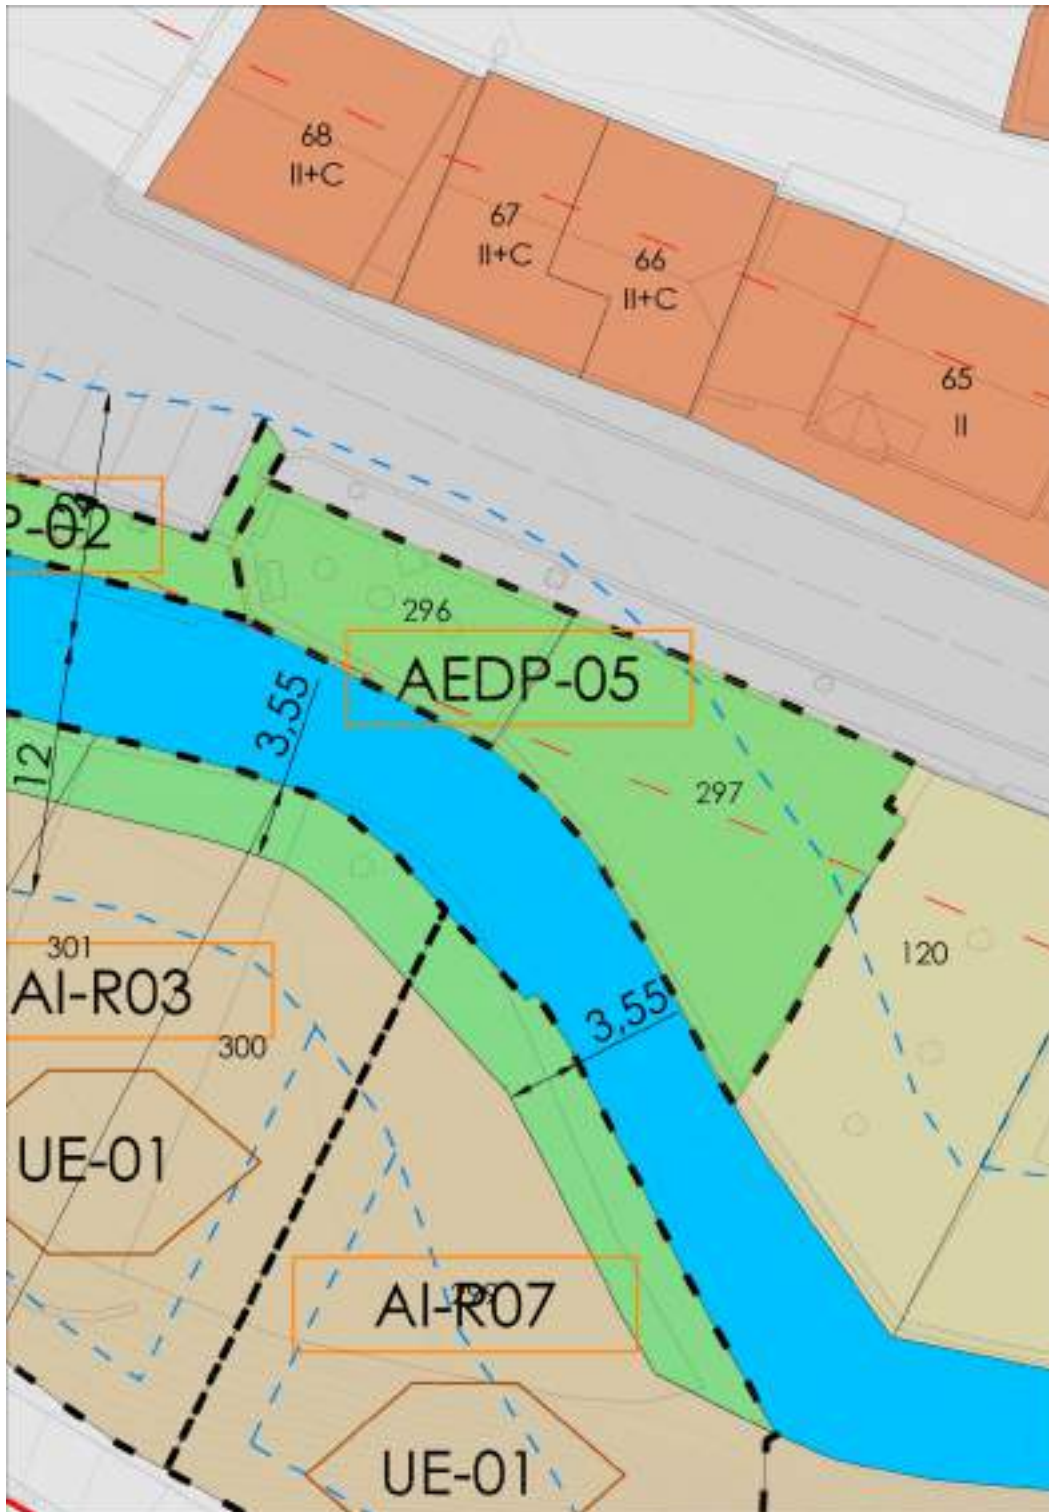 68
II+C
67
II+C
66
II+C
65
II
P-02
296
AEDP-05
3,55
12
297
120
301
AI-R03
300
3,55
UE-01
AI-R07
UE-01